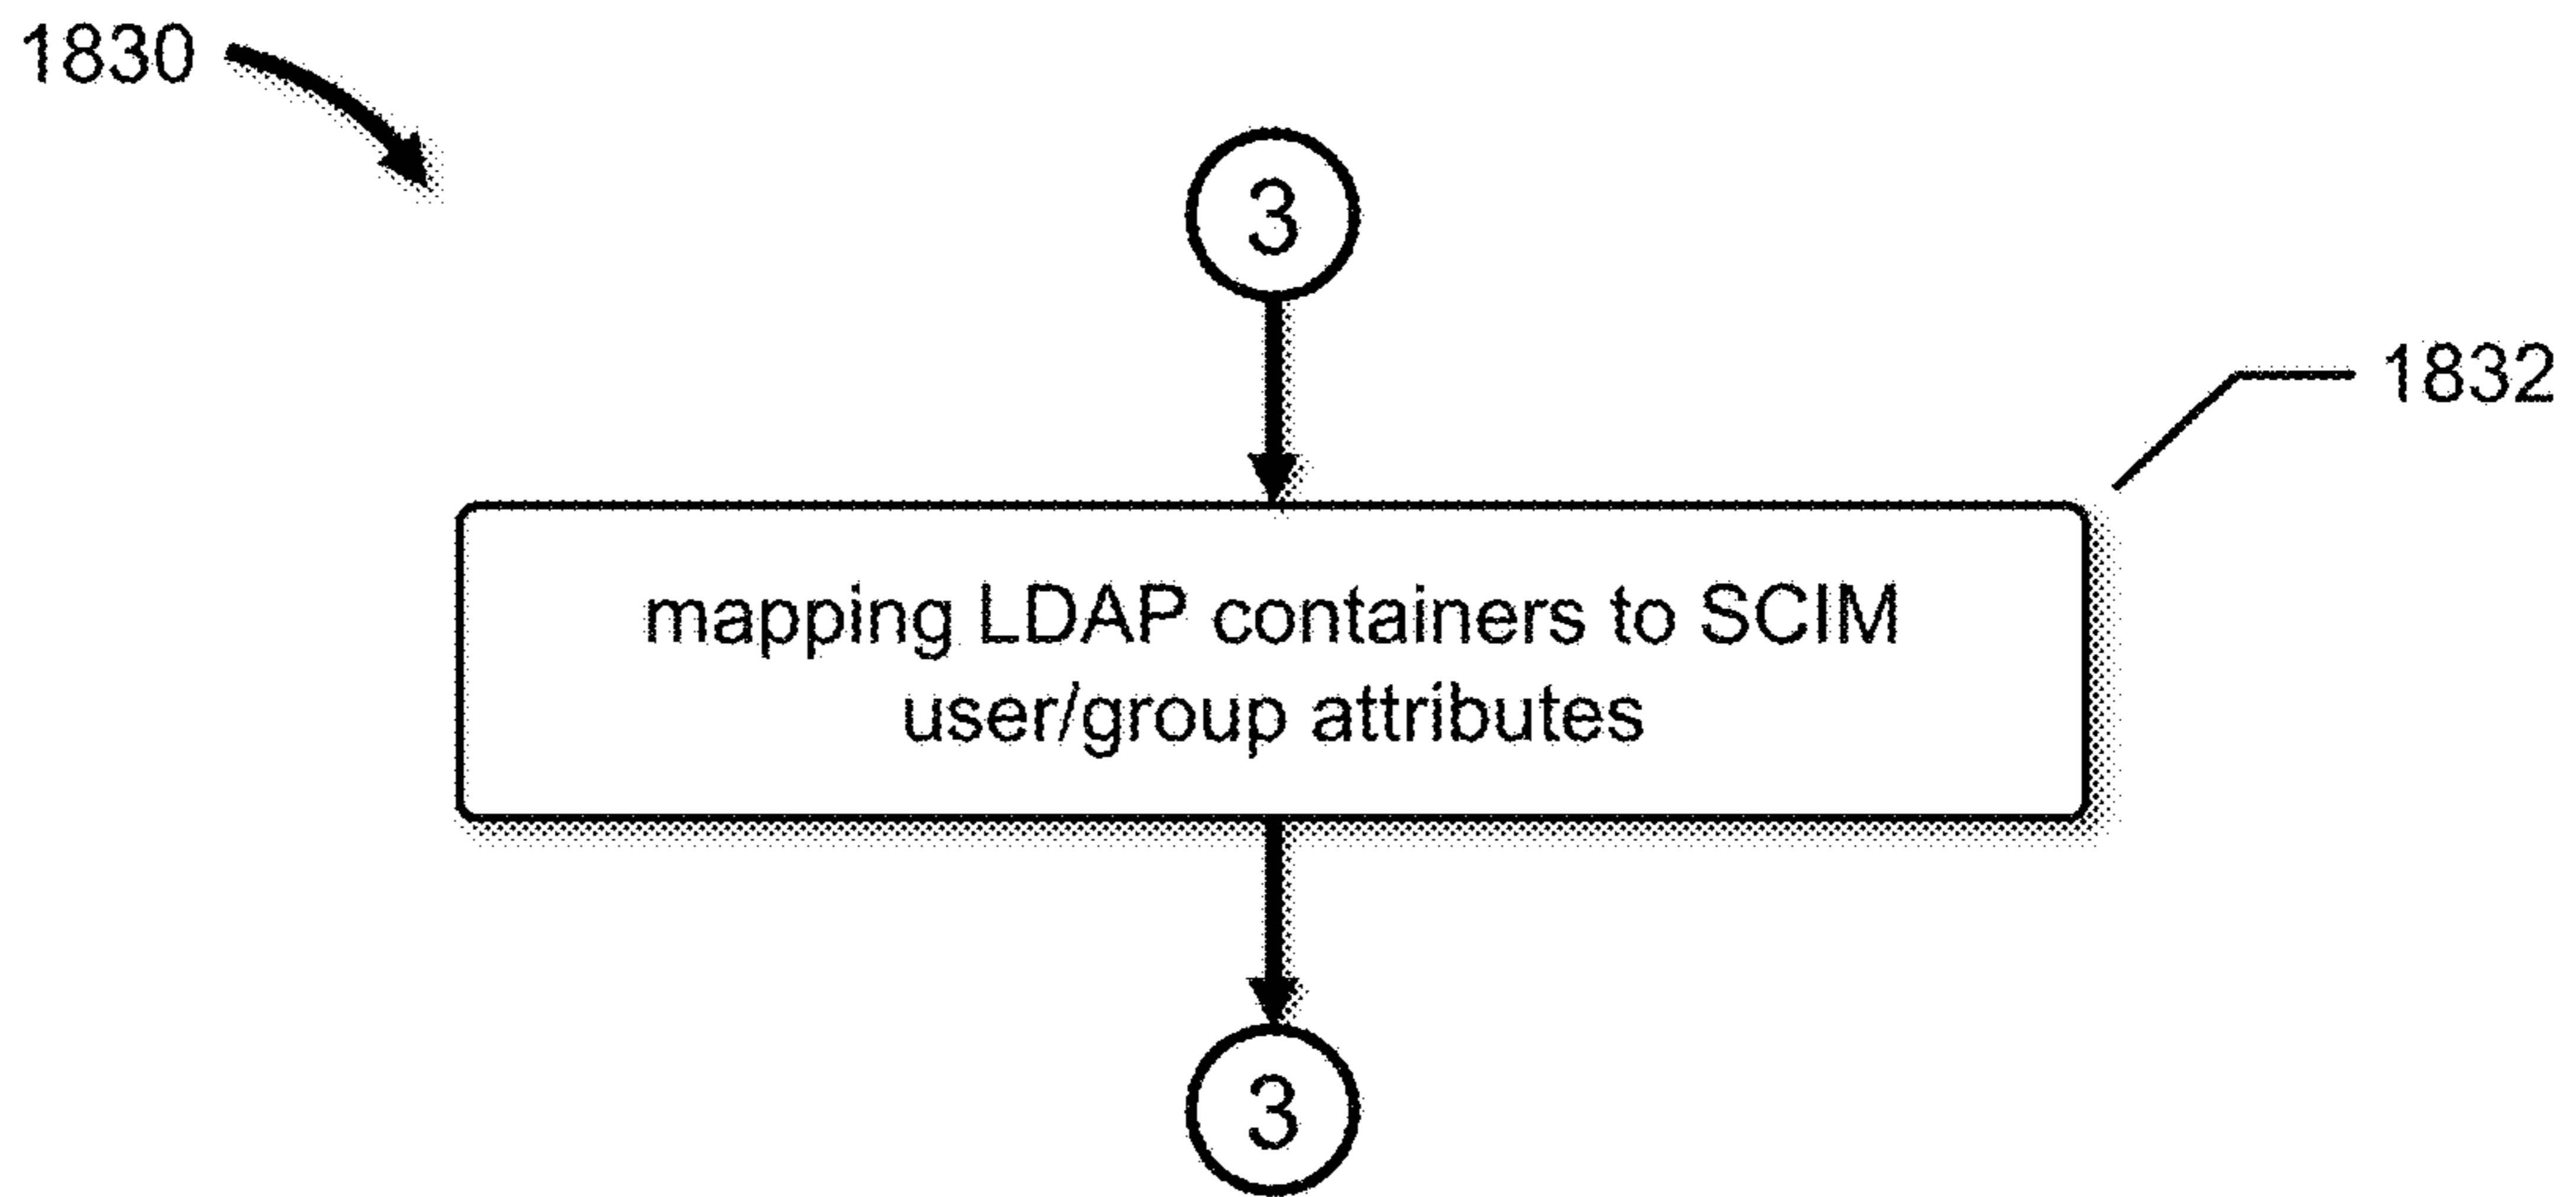 1830
3
1832
mapping LDAP containers to SCIM
user/group attributes
3